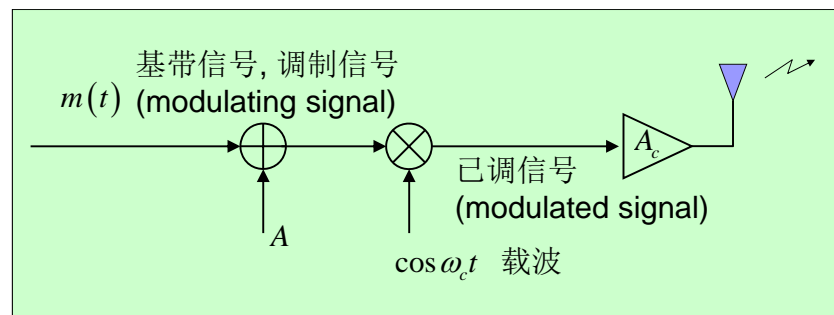 基带信号, 调制信号
m(t) (modulating signal)
A_c
已调信号
(modulated signal)
A
cos ω_c t 载波